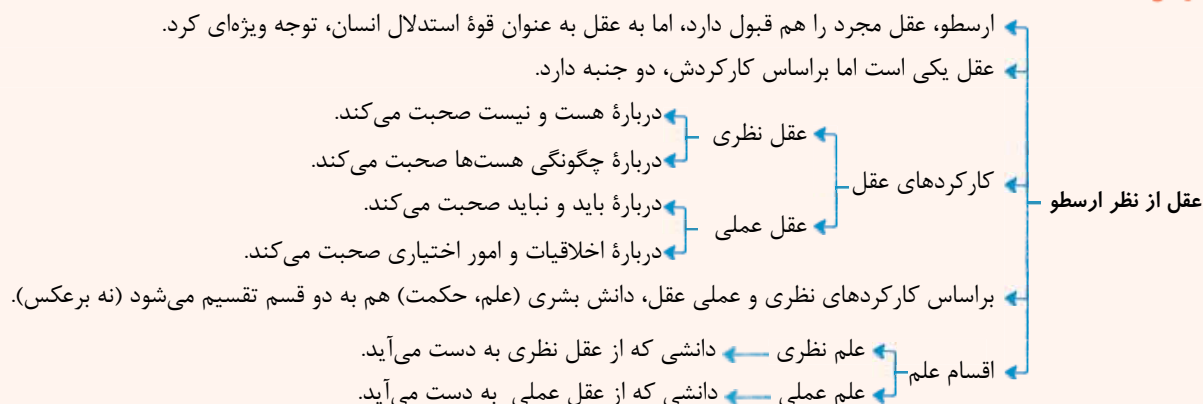 ارسطو، عقل مجرد را هم قبول دارد، اما به عقل به عنوان قوهٔ استدلال انسان، توجه ویژه‌ای کرد.
عقل یکی است اما براساس کارکردش، دو جنبه دارد.
عقل از نظر ارسطو
کارکردهای عقل
عقل نظری
دربارهٔ هست و نیست صحبت می‌کند.
دربارهٔ چگونگی هست‌ها صحبت می‌کند.
عقل عملی
دربارهٔ باید و نباید صحبت می‌کند.
دربارهٔ اخلاقیات و امور اختیاری صحبت می‌کند.
براساس کارکردهای نظری و عملی عقل، دانش بشری (علم، حکمت) هم به دو قسم تقسیم می‌شود (نه برعکس).
اقسام علم
علم نظری
دانشی که از عقل نظری به دست می‌آید.
علم عملی
دانشی که از عقل عملی به دست می‌آید.